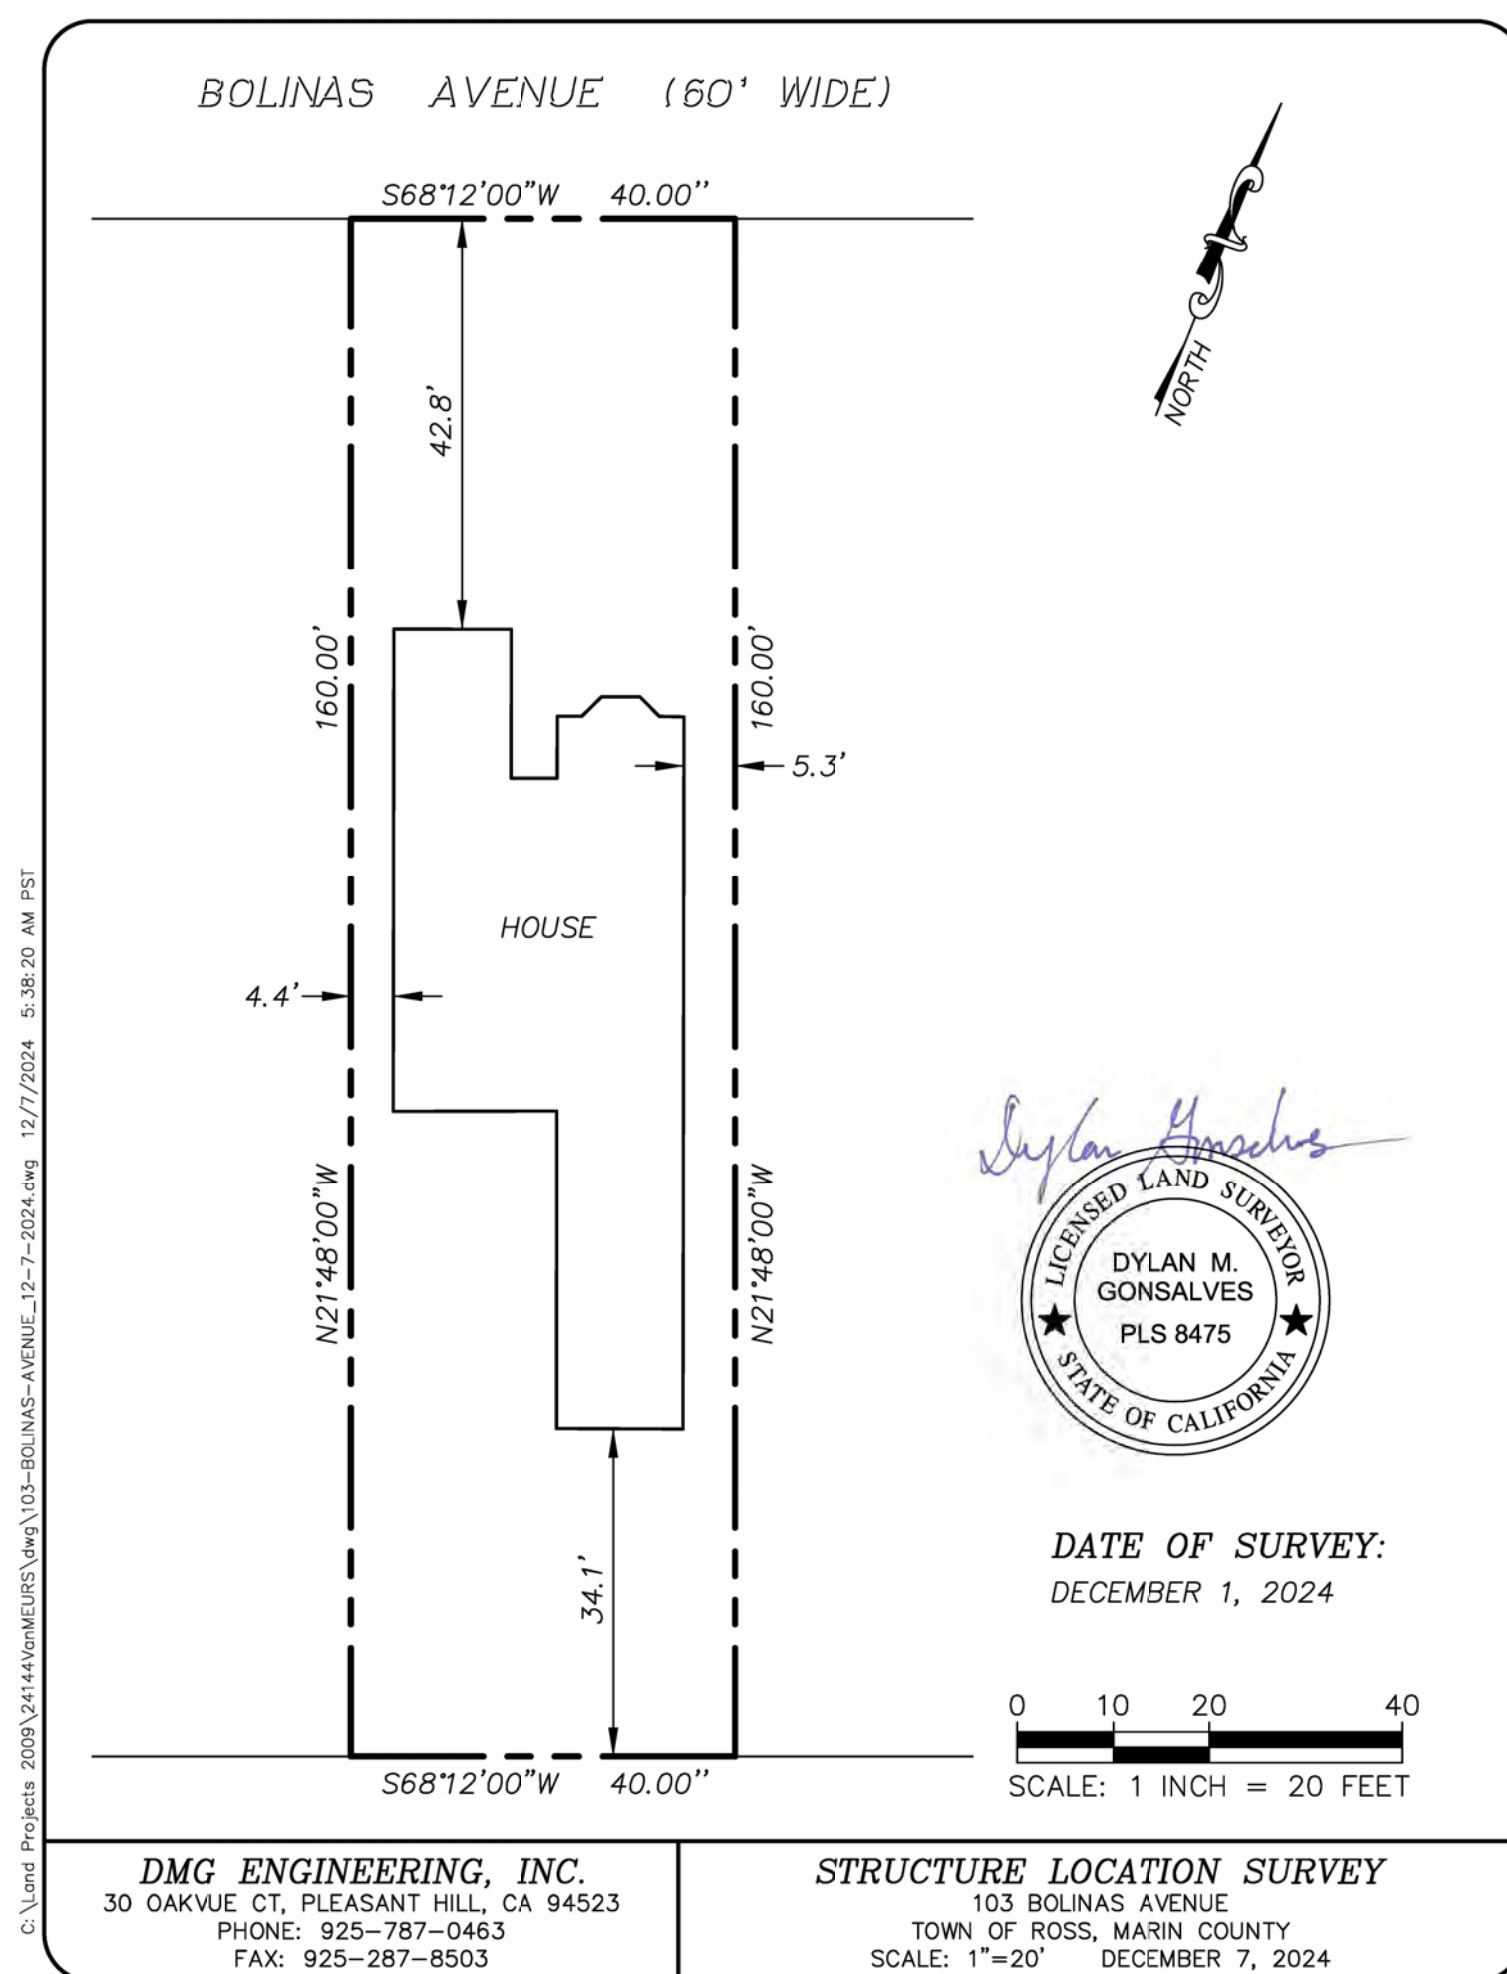 BOLINAS AVENUE (60' WIDE)
S68°12'00"W 40.00"
NORTH
42.8'
160.00'
160.00'
5.3'
HOUSE
4.4'
N21°48'00"W
N21°48'00"W
Dylan Gonsalves
LICENSED LAND SURVEYOR
DYLAN M.
GONSALVES
PLS 8475
STATE OF CALIFORNIA
34.1'
DATE OF SURVEY:
DECEMBER 1, 2024
0 10 20 40
SCALE: 1 INCH = 20 FEET
S68°12'00"W 40.00"
DMG ENGINEERING, INC.
30 OAKVUE CT, PLEASANT HILL, CA 94523
PHONE: 925-787-0463
FAX: 925-287-8503
STRUCTURE LOCATION SURVEY
103 BOLINAS AVENUE
TOWN OF ROSS, MARIN COUNTY
SCALE: 1"=20' DECEMBER 7, 2024
C:\Land Projects 2009\24144VanMEURS\dwg\103-BOLINAS-AVENUE_12-7-2024.dwg 12/7/2024 5:38:20 AM PST